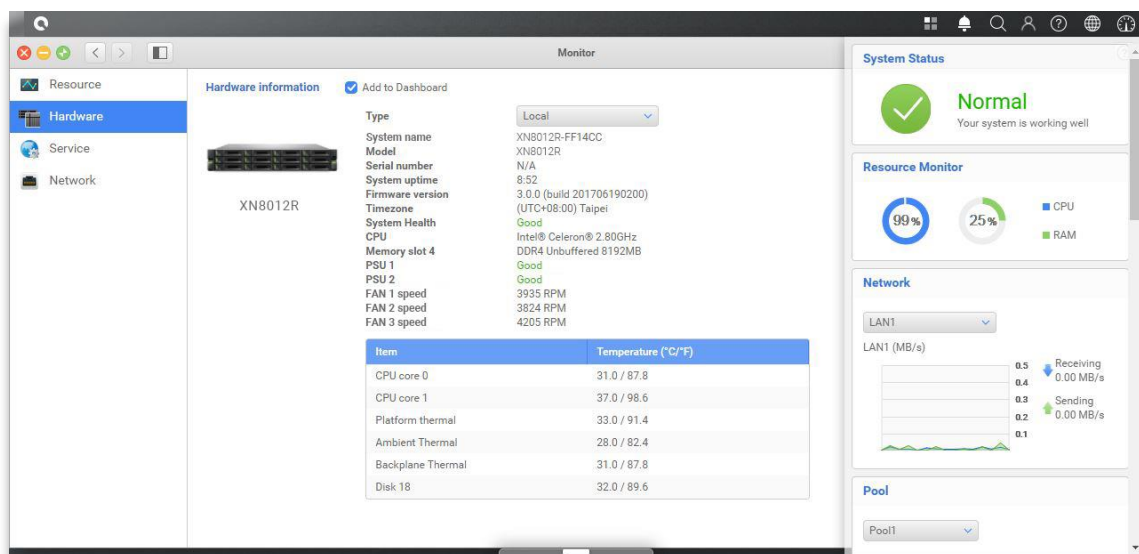 Monitor
Resource
Hardware
Service
Network
Hardware information
Add to Dashboard
XN8012R
Type Local
System name XN8012R-FF14CC
Model XN8012R
Serial number N/A
System uptime 8:52
Firmware version 3.0.0 (build 201706190200)
Timezone (UTC+08:00) Taipei
System Health Good
CPU Intel® Celeron® 2.80GHz
Memory slot 4 DDR4 Unbuffered 8192MB
PSU 1 Good
PSU 2 Good
FAN 1 speed 3935 RPM
FAN 2 speed 3824 RPM
FAN 3 speed 4205 RPM
Item Temperature (°C/°F)
CPU core 0 31.0 / 87.8
CPU core 1 37.0 / 98.6
Platform thermal 33.0 / 91.4
Ambient Thermal 28.0 / 82.4
Backplane Thermal 31.0 / 87.8
Disk 18 32.0 / 89.6
System Status
Normal
Your system is working well
Resource Monitor
99%
25%
CPU
RAM
Network
LAN1
LAN1 (MB/s)
0.5
0.4
0.3
0.2
0.1
Receiving
0.00 MB/s
Sending
0.00 MB/s
Pool
Pool1